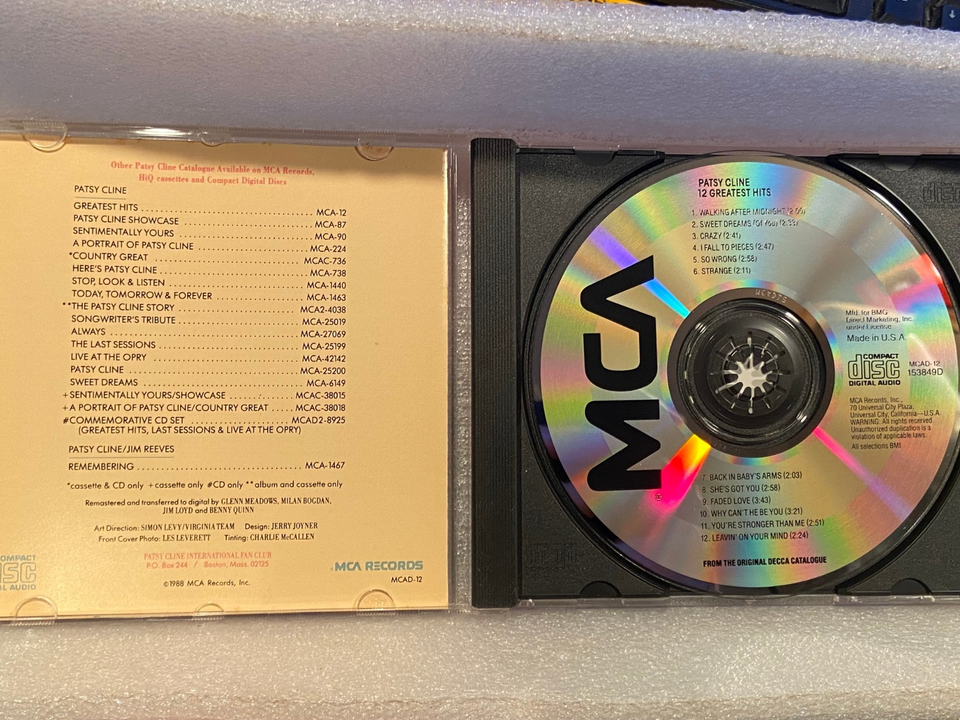 Other Patsy Cline Catalogue Available on MCA Records,
HiQ cassettes and Compact Digital Discs
PATSY CLINE
GREATEST HITS ........ MCA-12
PATSY CLINE SHOWCASE ........ MCA-87
SENTIMENTALLY YOURS ........ MCA-90
A PORTRAIT OF PATSY CLINE ........ MCA-224
*COUNTRY GREAT ........ MCAC-736
HERE'S PATSY CLINE ........ MCA-738
STOP, LOOK & LISTEN ........ MCA-1440
TODAY, TOMORROW & FOREVER ........ MCA-1463
**THE PATSY CLINE STORY ........ MCA2-4038
SONGWRITER'S TRIBUTE ........ MCA-25019
ALWAYS ........ MCA-27069
THE LAST SESSIONS ........ MCA-25199
LIVE AT THE OPRY ........ MCA-42142
PATSY CLINE ........ MCA-25200
SWEET DREAMS ........ MCA-6149
+SENTIMENTALLY YOURS/SHOWCASE ........ MCAC-38015
+A PORTRAIT OF PATSY CLINE/COUNTRY GREAT ..... MCAC-38018
#COMMEMORATIVE CD SET ........ MCAD2-8925
(GREATEST HITS, LAST SESSIONS & LIVE AT THE OPRY)
PATSY CLINE/JIM REEVES
REMEMBERING ........ MCA-1467
*cassette & CD only +cassette only #CD only **album and cassette only
Remastered and transferred to digital by GLENN MEADOWS, MILAN BOGDAN,
JIM LOYD and BENNY QUINN
Art Direction: SIMON LEVY/VIRGINIA TEAM Design: JERRY JOYNER
Front Cover Photo: LES LEVERETT Tinting: CHARLIE McCALLEN
PATSY CLINE INTERNATIONAL FAN CLUB
P.O. Box 244 / Boston, Mass. 02125
COMPACT
disc
DIGITAL AUDIO
©1988 MCA Records, Inc.
MCA RECORDS
MCAD-12
PATSY CLINE
12 GREATEST HITS
1. WALKING AFTER MIDNIGHT
2. SWEET DREAMS (Of You)
3. CRAZY (2:41)
4. I FALL TO PIECES (2:47)
5. SO WRONG (2:58)
6. STRANGE (2:11)
MCA
®
Mfd. for BMG
Direct Marketing, Inc.
under License
Made in U.S.A.
COMPACT
disc
DIGITAL AUDIO
MCAD-12
153849D
MCA Records, Inc.,
70 Universal City Plaza,
Universal City, California—U.S.A.
WARNING: All rights reserved.
Unauthorized duplication is a
violation of applicable laws.
All selections BMI
7. BACK IN BABY'S ARMS (2:03)
8. SHE'S GOT YOU (2:58)
9. FADED LOVE (3:43)
10. WHY CAN'T HE BE YOU (3:21)
11. YOU'RE STRONGER THAN ME (2:51)
12. LEAVIN' ON YOUR MIND (2:24)
FROM THE ORIGINAL DECCA CATALOGUE
disc